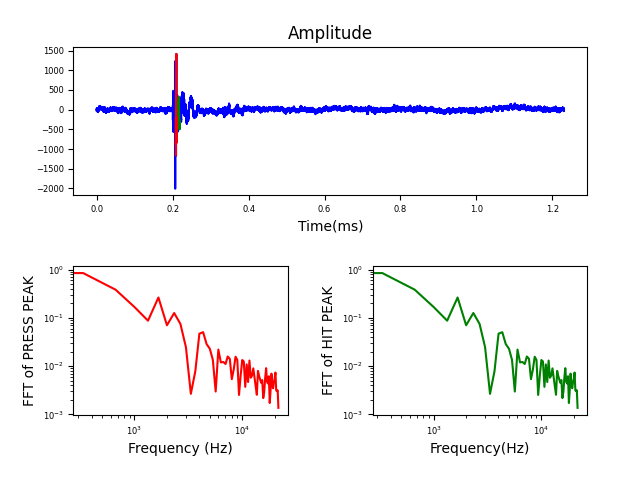 Amplitude
1500
1000
500
0
−500
−1000
−1500
−2000
0.0 0.2 0.4 0.6 0.8 1.0 1.2
Time(ms)
FFT of PRESS PEAK
10⁰
10⁻¹
10⁻²
10⁻³
10³ 10⁴
Frequency (Hz)
FFT of HIT PEAK
10⁰
10⁻¹
10⁻²
10⁻³
10³ 10⁴
Frequency(Hz)